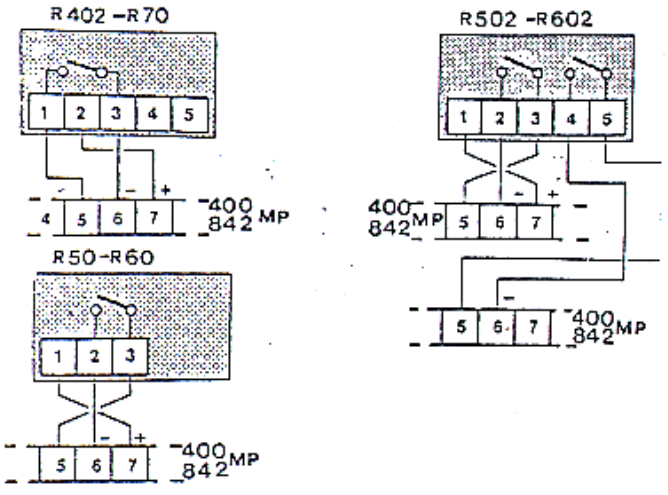 R402-R70
1 2 3 4 5
- - +
4 5 6 7 400
842 MP
R50-R60
1 2 3
- +
5 6 7 400
842 MP
R502-R602
1 2 3 4 5
- +
400
842 MP 5 6 7
-
5 6 7 400
842 MP